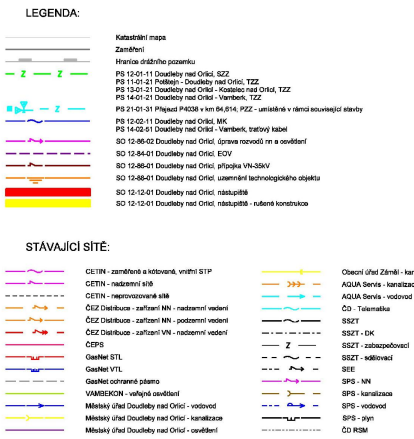 LEGENDA:
Katastrální mapa
Zaměření
Hranice drážního pozemku
PS 12-01-11 Doudleby nad Orlicí, SZZ
PS 11-01-21 Potštejn - Doudleby nad Orlicí, TZZ
PS 13-01-21 Doudleby nad Orlicí - Kostelec nad Orlicí, TZZ
PS 14-01-21 Doudleby nad Orlicí - Vamberk, TZZ
PS 21-01-31 Přejezd P4038 v km 64,614; PZZ - umístěné v rámci související stavby
PS 12-02-11 Doudleby nad Orlicí, MK
PS 14-02-51 Doudleby nad Orlicí - Vamberk, traťový kabel
SO 12-86-02 Doudleby nad Orlicí, úprava rozvodů nn a osvětlení
SO 12-84-01 Doudleby nad Orlicí, EOV
SO 12-86-01 Doudleby nad Orlicí, přípojka VN-35kV
SO 12-86-01 Doudleby nad Orlicí, uzemnění technologického objektu
SO 12-12-01 Doudleby nad Orlicí, nástupiště
SO 12-12-01 Doudleby nad Orlicí, nástupiště - rušené konstrukce
STÁVAJÍCÍ SÍTĚ:
CETIN - zaměřené a kótované, vnitřní STP
CETIN - nadzemní sítě
CETIN - neprovozované sítě
ČEZ Distribuce - zařízení NN - nadzemní vedení
ČEZ Distribuce - zařízení NN - podzemní vedení
ČEZ Distribuce - zařízení VN - nadzemní vedení
ČEPS
GasNet STL
GasNet VTL
GasNet ochranné pásmo
VAMBEKON - veřejné osvětlení
Městský úřad Doudleby nad Orlicí - vodovod
Městský úřad Doudleby nad Orlicí - kanalizace
Městský úřad Doudleby nad Orlicí - osvětlení
Obecní úřad Záměl - kan
AQUA Servis - kanalizac
AQUA Servis - vodovod
ČD - Telematika
SSZT
SSZT - DK
SSZT - zabezpečovací
SSZT - sdělovací
SEE
SPS - NN
SPS - kanalizace
SPS - vodovod
SPS - plyn
ČD RSM